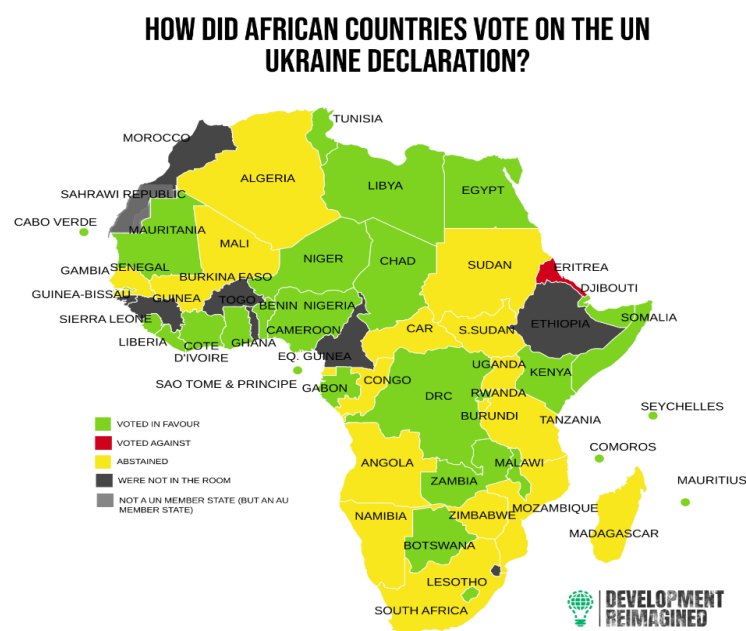 HOW DID AFRICAN COUNTRIES VOTE ON THE UN
UKRAINE DECLARATION?
TUNISIA
MOROCCO
ALGERIA
LIBYA
EGYPT
SAHRAWI REPUBLIC
CABO VERDE
MAURITANIA
MALI
NIGER
CHAD
SUDAN
ERITREA
GAMBIA
SENEGAL
BURKINA FASO
DJIBOUTI
GUINEA-BISSAU
GUINEA
TOGO
BENIN
NIGERIA
SIERRA LEONE
ETHIOPIA
SOMALIA
CAMEROON
CAR
S.SUDAN
LIBERIA
COTE
D'IVOIRE
GHANA
EQ. GUINEA
UGANDA
KENYA
SAO TOME & PRINCIPE
GABON
CONGO
DRC
RWANDA
BURUNDI
TANZANIA
SEYCHELLES
COMOROS
MAURITIUS
VOTED IN FAVOUR
VOTED AGAINST
ABSTAINED
WERE NOT IN THE ROOM
NOT A UN MEMBER STATE (BUT AN AU
MEMBER STATE)
ANGOLA
MALAWI
ZAMBIA
NAMIBIA
ZIMBABWE
MOZAMBIQUE
MADAGASCAR
BOTSWANA
LESOTHO
SOUTH AFRICA
DEVELOPMENT
REIMAGINED